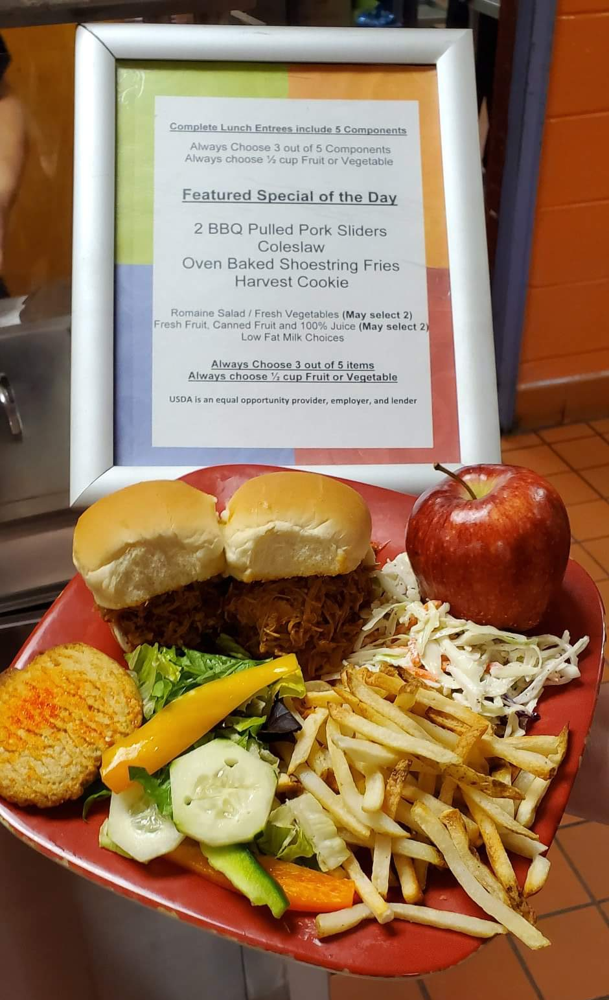 Complete Lunch Entrees include 5 Components
Always Choose 3 out of 5 Components
Always choose ½ cup Fruit or Vegetable
Featured Special of the Day
2 BBQ Pulled Pork Sliders
Coleslaw
Oven Baked Shoestring Fries
Harvest Cookie
Romaine Salad / Fresh Vegetables (May select 2)
Fresh Fruit, Canned Fruit and 100% Juice (May select 2)
Low Fat Milk Choices
Always Choose 3 out of 5 items
Always choose ½ cup Fruit or Vegetable
USDA is an equal opportunity provider, employer, and lender